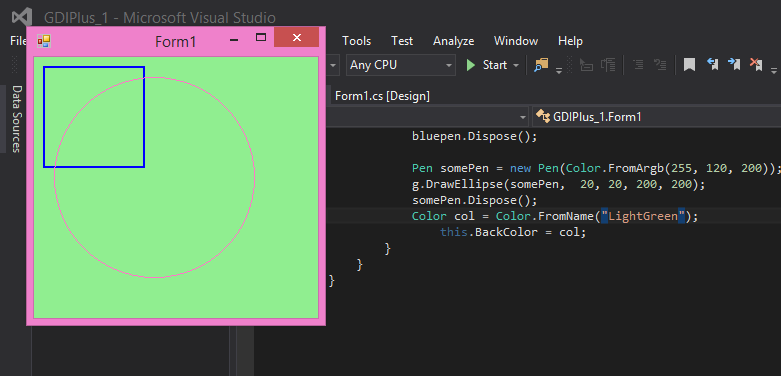 GDIPlus_1 - Microsoft Visual Studio
Form1
Tools Test Analyze Window Help
Any CPU Start
Data Sources
Form1.cs [Design]
GDIPlus_1.Form1
bluepen.Dispose();
Pen somePen = new Pen(Color.FromArgb(255, 120, 200));
g.DrawEllipse(somePen,  20, 20, 200, 200);
somePen.Dispose();
Color col = Color.FromName("LightGreen");
this.BackColor = col;
}
}
}